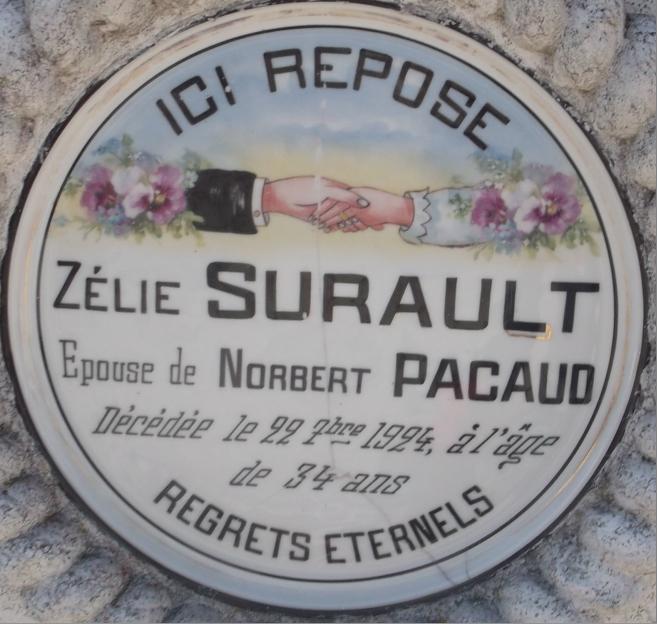 ICI REPOSE
ZÉLIE SURAULT
Epouse de NORBERT PACAUD
Décédée le 22 7bre 1924, à l'âge
de 34 ans
REGRETS ETERNELS